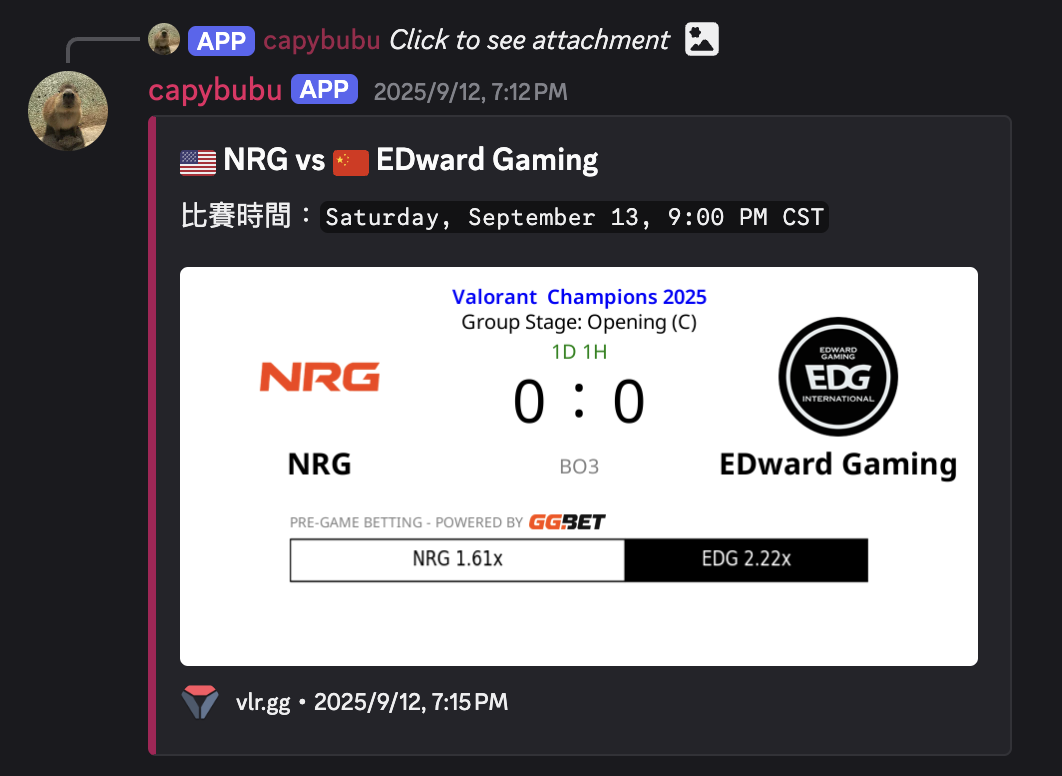 APP capybubu Click to see attachment
capybubu APP 2025/9/12, 7:12 PM
NRG vs EDward Gaming
比賽時間：Saturday, September 13, 9:00 PM CST
Valorant Champions 2025
Group Stage: Opening (C)
1D 1H
NRG
0 : 0
EDWARD
GAMING
EDG
INTERNATIONAL
NRG
BO3
EDward Gaming
PRE-GAME BETTING - POWERED BY GG.BET
NRG 1.61x
EDG 2.22x
vlr.gg • 2025/9/12, 7:15 PM